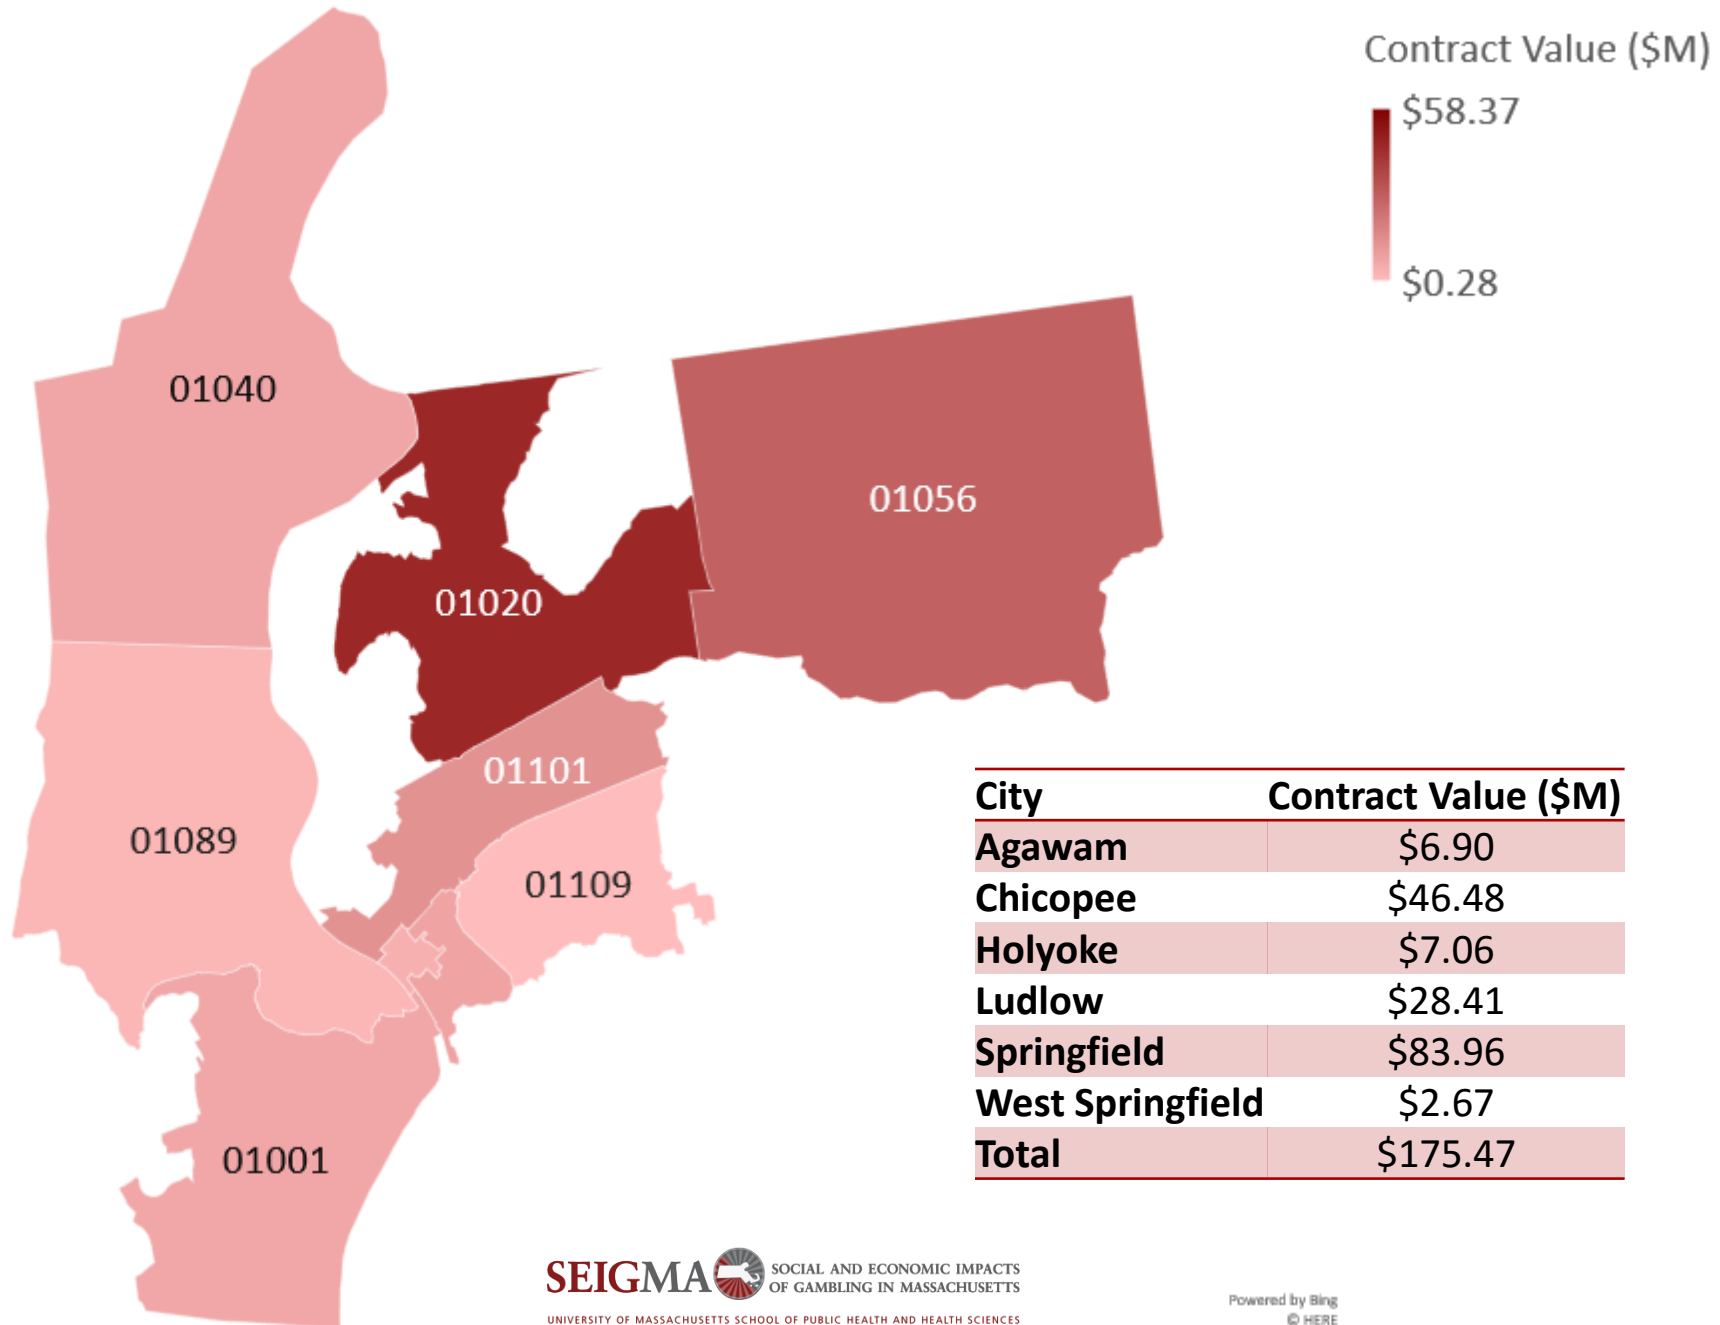 Contract Value ($M)
$58.37
$0.28
01040
01056
01020
01101
01089
01109
01001
City Contract Value ($M)
Agawam $6.90
Chicopee $46.48
Holyoke $7.06
Ludlow $28.41
Springfield $83.96
West Springfield $2.67
Total $175.47
SEIGMA SOCIAL AND ECONOMIC IMPACTS
OF GAMBLING IN MASSACHUSETTS
UNIVERSITY OF MASSACHUSETTS SCHOOL OF PUBLIC HEALTH AND HEALTH SCIENCES
Powered by Bing
© HERE